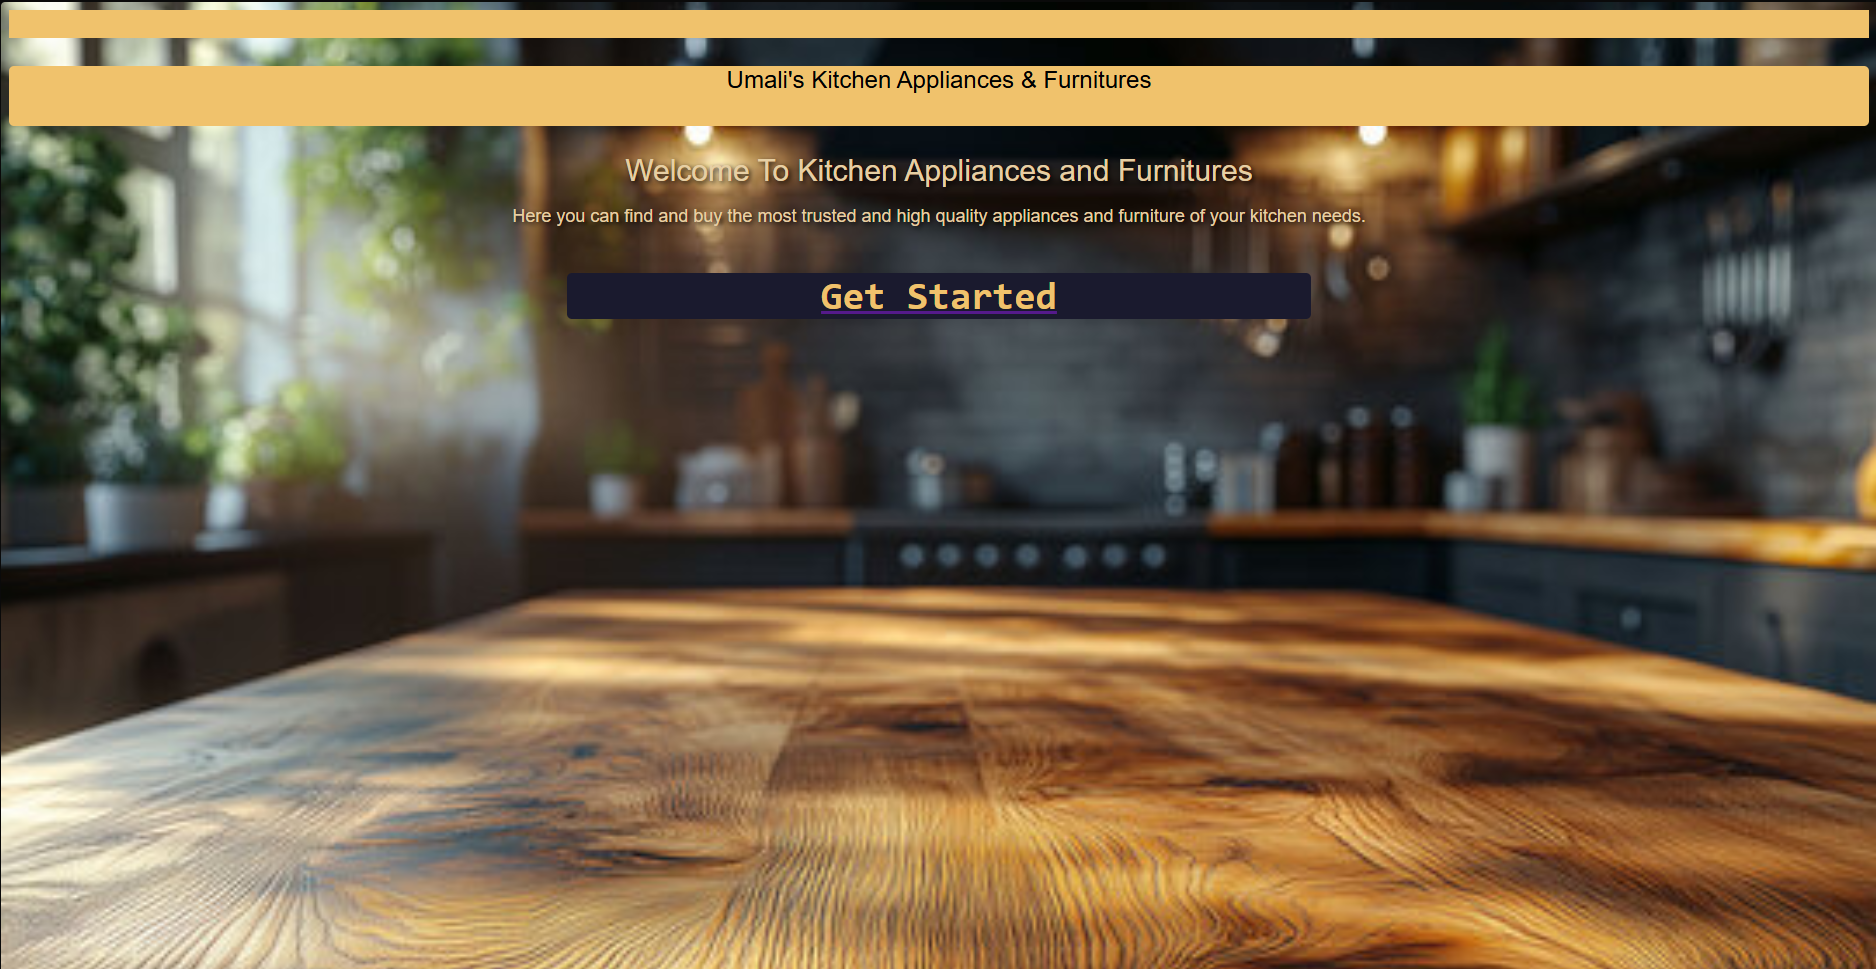 Umali's Kitchen Appliances & Furnitures
Welcome To Kitchen Appliances and Furnitures
Here you can find and buy the most trusted and high quality appliances and furniture of your kitchen needs.
Get Started